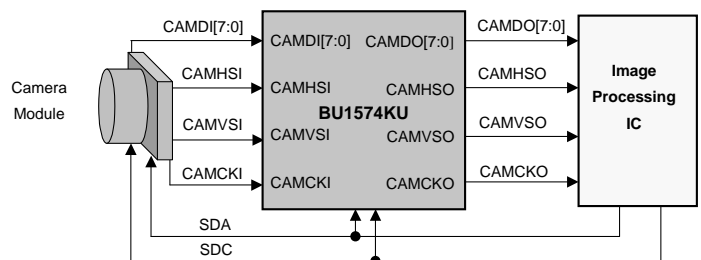 CAMDI[7:0]
CAMDI[7:0]
CAMDO[7:0]
CAMDO[7:0]
Camera
Module
CAMHSI
CAMHSI
CAMHSO
CAMHSO
Image
Processing
IC
BU1574KU
CAMVSI
CAMVSI
CAMVSO
CAMVSO
CAMCKI
CAMCKI
CAMCKO
CAMCKO
SDA
SDC